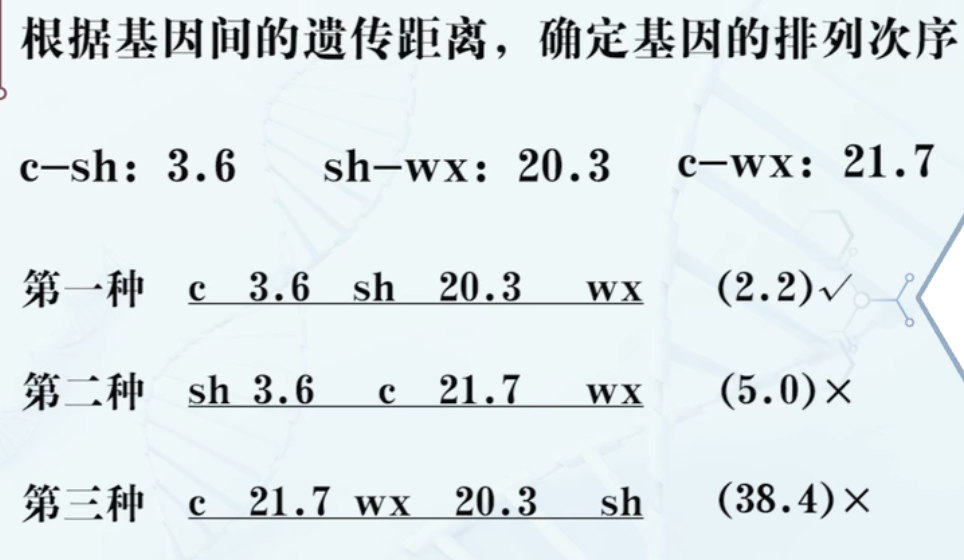 根据基因间的遗传距离，确定基因的排列次序
c—sh: 3.6 sh—wx: 20.3 c—wx: 21.7
第一种 c 3.6 sh 20.3 wx (2.2)✓
第二种 sh 3.6 c 21.7 wx (5.0)×
第三种 c 21.7 wx 20.3 sh (38.4)×